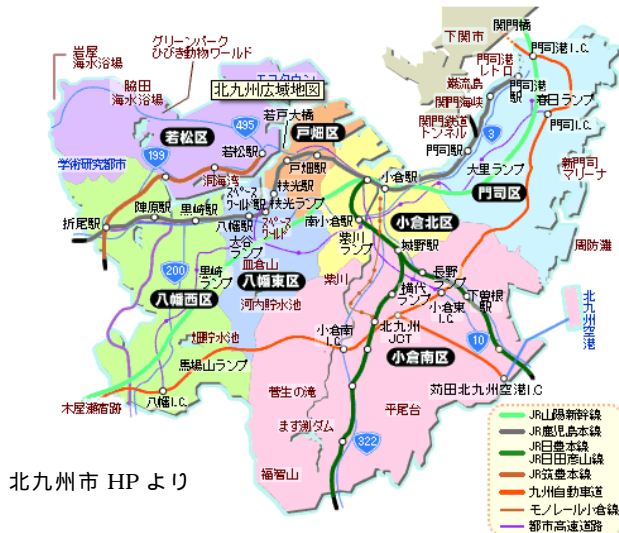 関門橋
下関市
門司港I.C.
門司港
レトロ
巌流島
門司港
駅
春日ランプ
関門海峡
門司I.C.
関門鉄道
トンネル
3
門司駅
大里ランプ
新門司
マリーナ
門司区
周防灘
岩屋
海水浴場
グリーンパーク
ひびき動物ワールド
脇田
海水浴場
エコタウン
北九州広域地図
若戸大橋
戸畑区
495
若松区
若松駅
199
学術研究都市
洞海湾
戸畑駅
小倉駅
スペース
ワールド駅
枝光駅
枝光ランプ
折尾駅
陣原駅
黒崎駅
八幡駅
スペース
ワールド
大谷
ランプ
南小倉駅
小倉北区
紫川
ランプ
城野駅
皿倉山
200
黒崎
ランプ
八幡東区
紫川
長野
ランプ
横代
ランプ
下曽根
駅
小倉東
I.C.
北九州空港
八幡西区
河内貯水池
畑貯水池
小倉南
I.C.
北九州
JCT
10
小倉南区
馬場山ランプ
苅田北九州空港I.C
木屋瀬宿跡
八幡I.C.
菅生の滝
平尾台
ます渕ダム
322
福智山
北九州市 HP より
JR山陽新幹線
JR鹿児島本線
JR日豊本線
JR日田彦山線
JR筑豊本線
九州自動車道
モノレール小倉線
都市高速道路